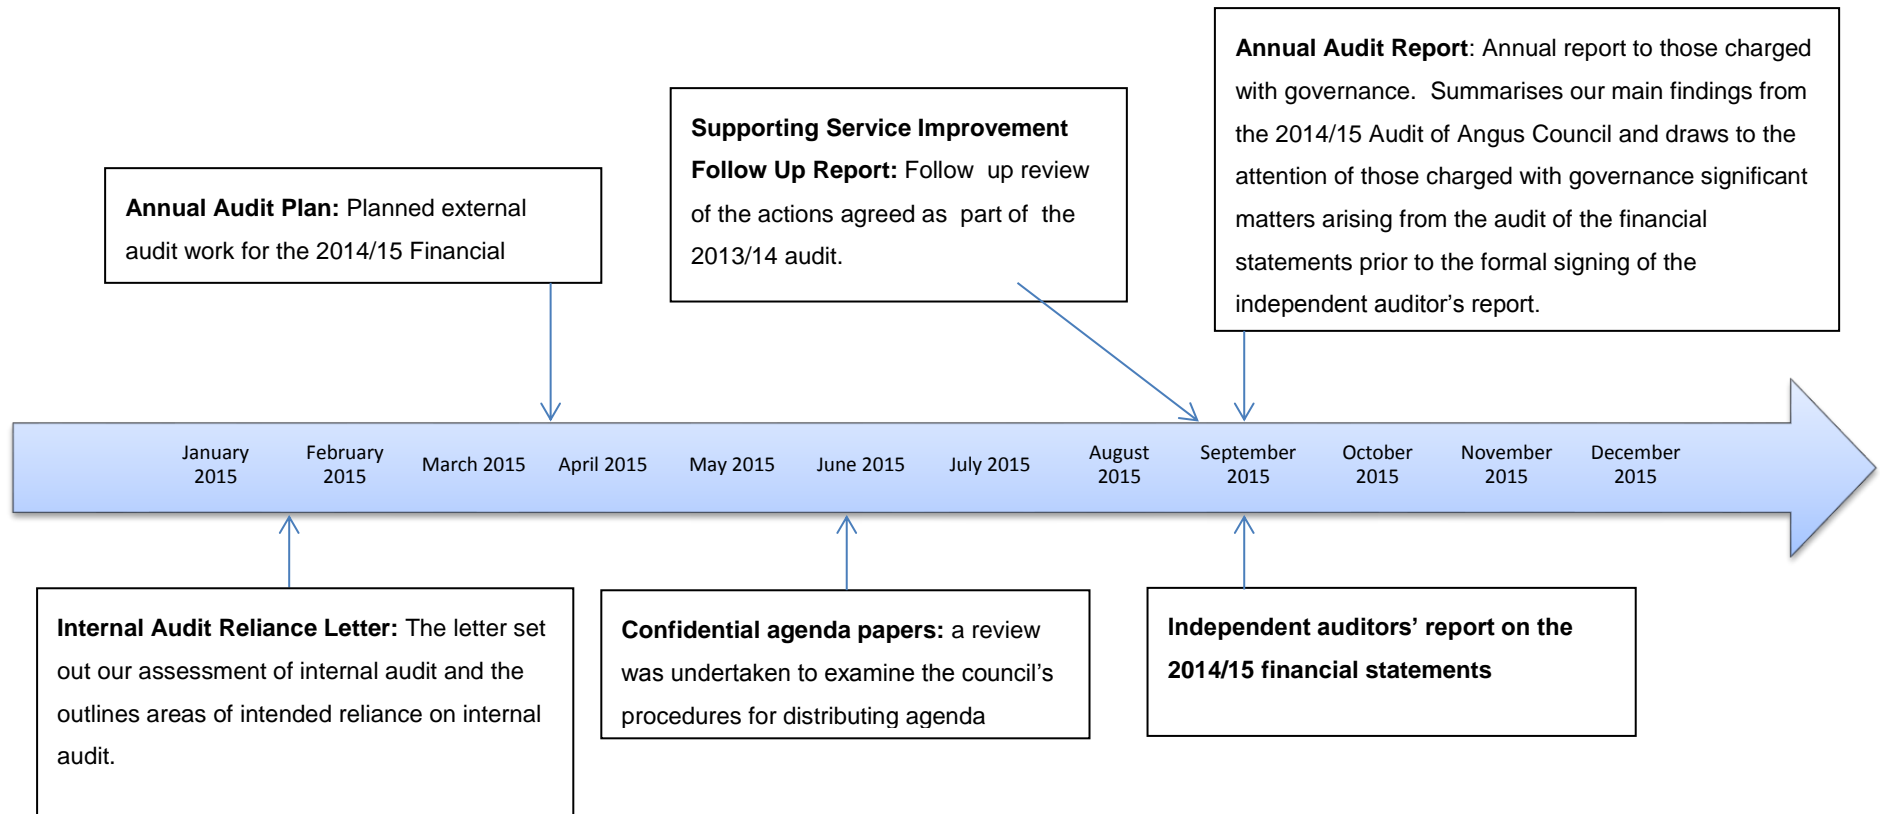 Annual Audit Report: Annual report to those charged
with governance.  Summarises our main findings from
the 2014/15 Audit of Angus Council and draws to the
attention of those charged with governance significant
matters arising from the audit of the financial
statements prior to the formal signing of the
independent auditor’s report.
Supporting Service Improvement
Follow Up Report: Follow  up review
of the actions agreed as  part of  the
2013/14 audit.
Annual Audit Plan: Planned external
audit work for the 2014/15 Financial
January
2015
February
2015
March 2015
April 2015
May 2015
June 2015
July 2015
August
2015
September
2015
October
2015
November
2015
December
2015
Internal Audit Reliance Letter: The letter set
out our assessment of internal audit and the
outlines areas of intended reliance on internal
audit.
Confidential agenda papers: a review
was undertaken to examine the council’s
procedures for distributing agenda
Independent auditors’ report on the
2014/15 financial statements